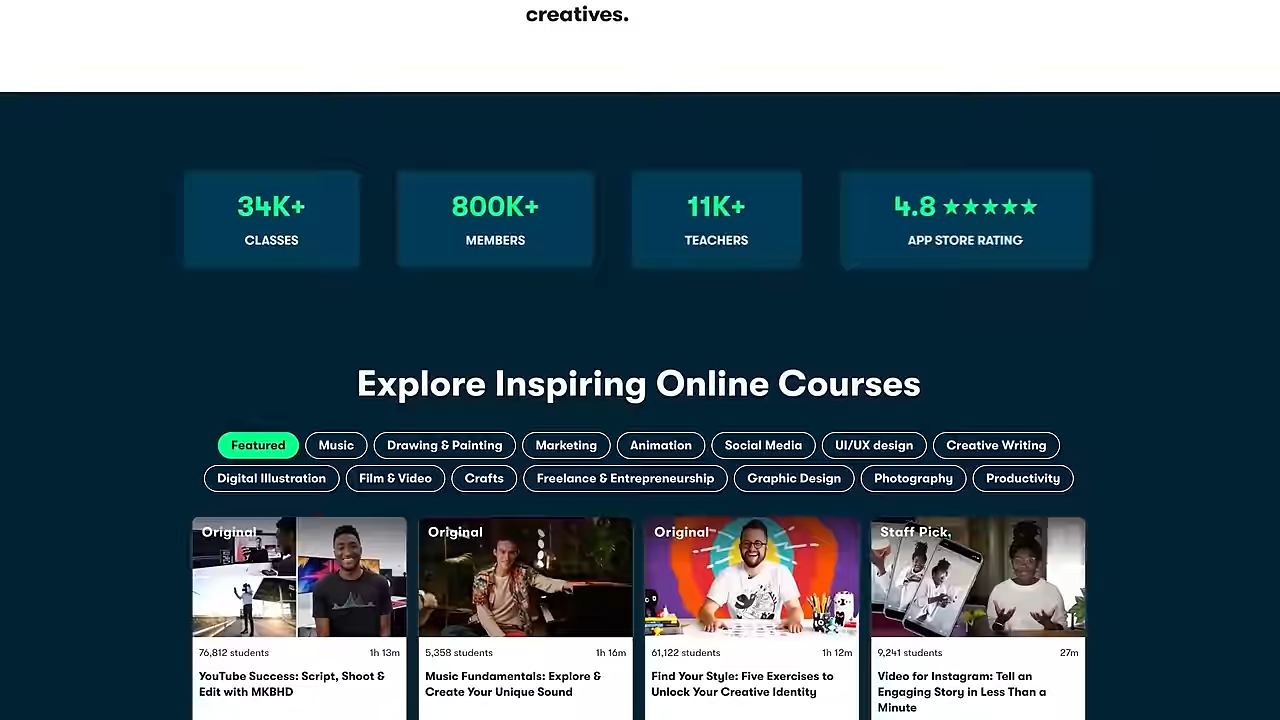 creatives.
34K+
CLASSES
800K+
MEMBERS
11K+
TEACHERS
4.8 ★★★★★
APP STORE RATING
Explore Inspiring Online Courses
Featured Music Drawing & Painting Marketing Animation Social Media UI/UX design Creative Writing
Digital Illustration Film & Video Crafts Freelance & Entrepreneurship Graphic Design Photography Productivity
Original
76,812 students 1h 13m
YouTube Success: Script, Shoot &
Edit with MKBHD
Original
5,358 students 1h 16m
Music Fundamentals: Explore &
Create Your Unique Sound
Original
61,122 students 1h 12m
Find Your Style: Five Exercises to
Unlock Your Creative Identity
Staff Pick.
9,241 students 27m
Video for Instagram: Tell an
Engaging Story in Less Than a
Minute